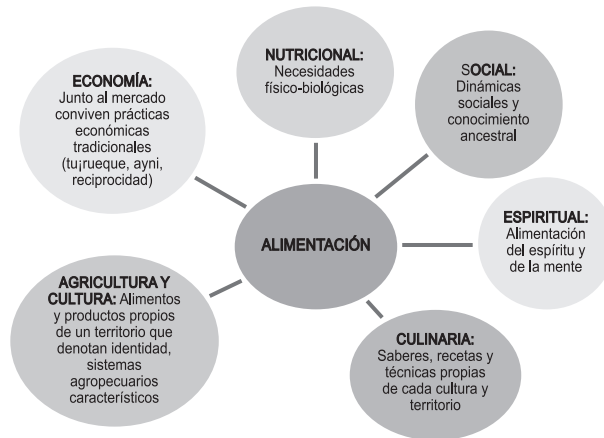 NUTRICIONAL:
Necesidades
físico-biológicas
SOCIAL:
Dinámicas
sociales y
conocimiento
ancestral
ECONOMÍA:
Junto al mercado
conviven prácticas
económicas
tradicionales
(tu¡rueque, ayni,
reciprocidad)
ALIMENTACIÓN
ESPIRITUAL:
Alimentación
del espíritu y
de la mente
AGRICULTURA Y
CULTURA: Alimentos
y productos propios
de un territorio que
denotan identidad,
sistemas
agropecuarios
característicos
CULINARIA:
Saberes, recetas y
técnicas propias
de cada cultura y
territorio